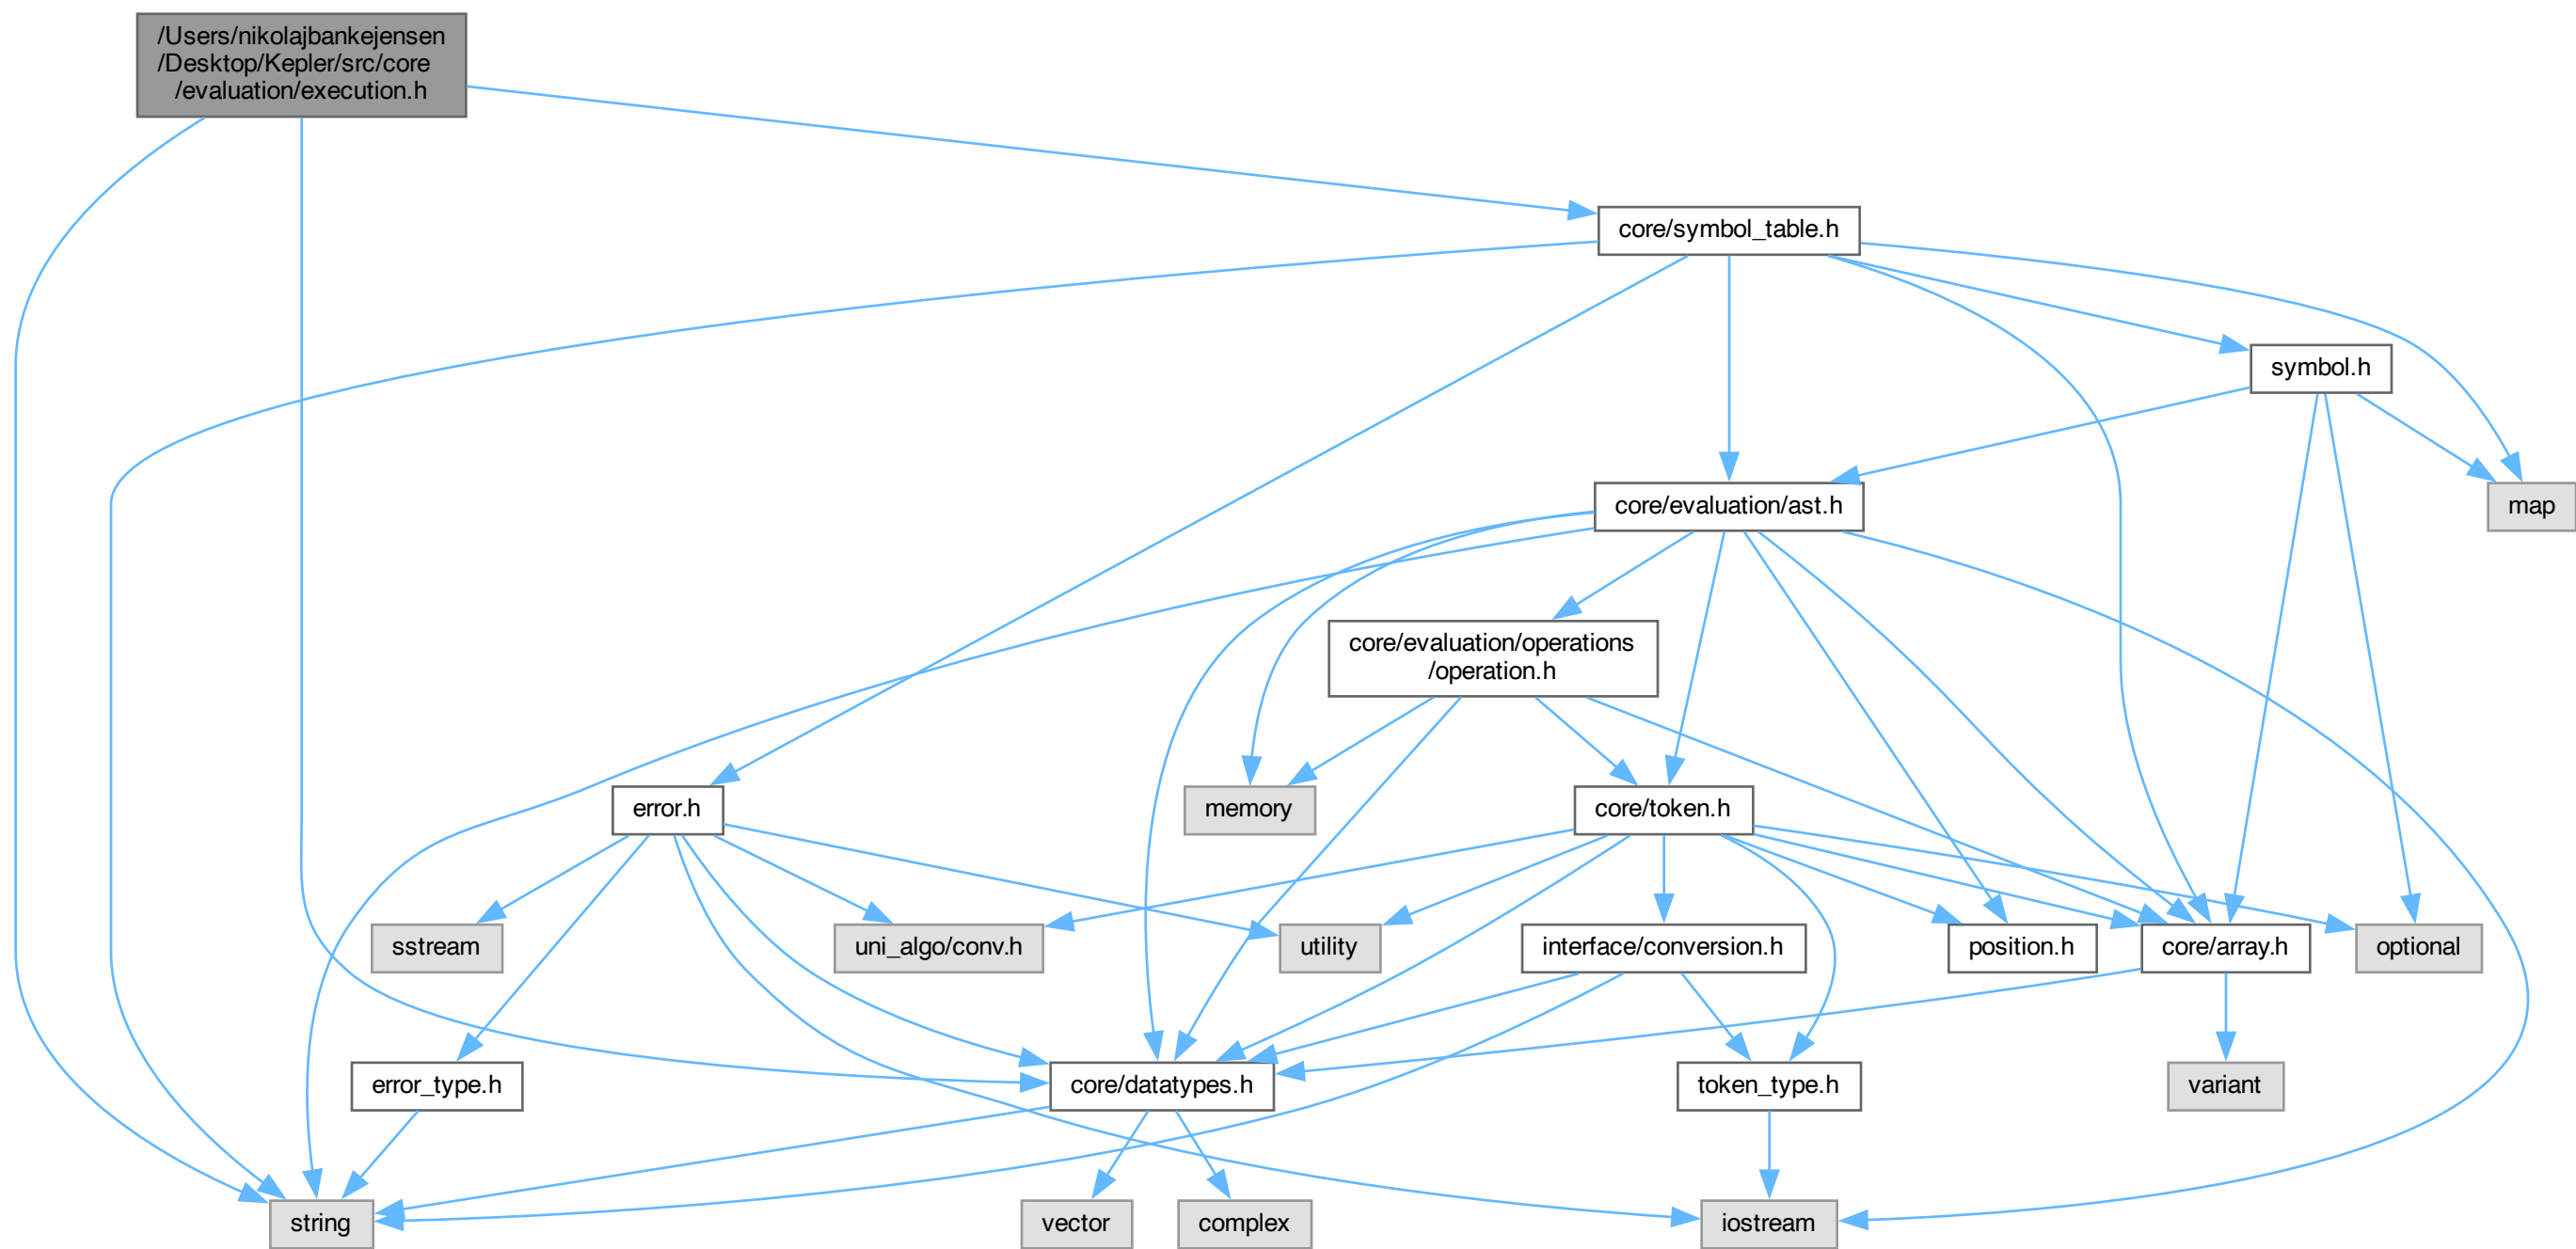 /Users/nikolajbankejensen
/Desktop/Kepler/src/core
/evaluation/execution.h
core/symbol_table.h
symbol.h
core/evaluation/ast.h
map
core/evaluation/operations
/operation.h
error.h
memory
core/token.h
sstream
uni_algo/conv.h
utility
interface/conversion.h
position.h
core/array.h
optional
error_type.h
core/datatypes.h
token_type.h
variant
string
vector
complex
iostream